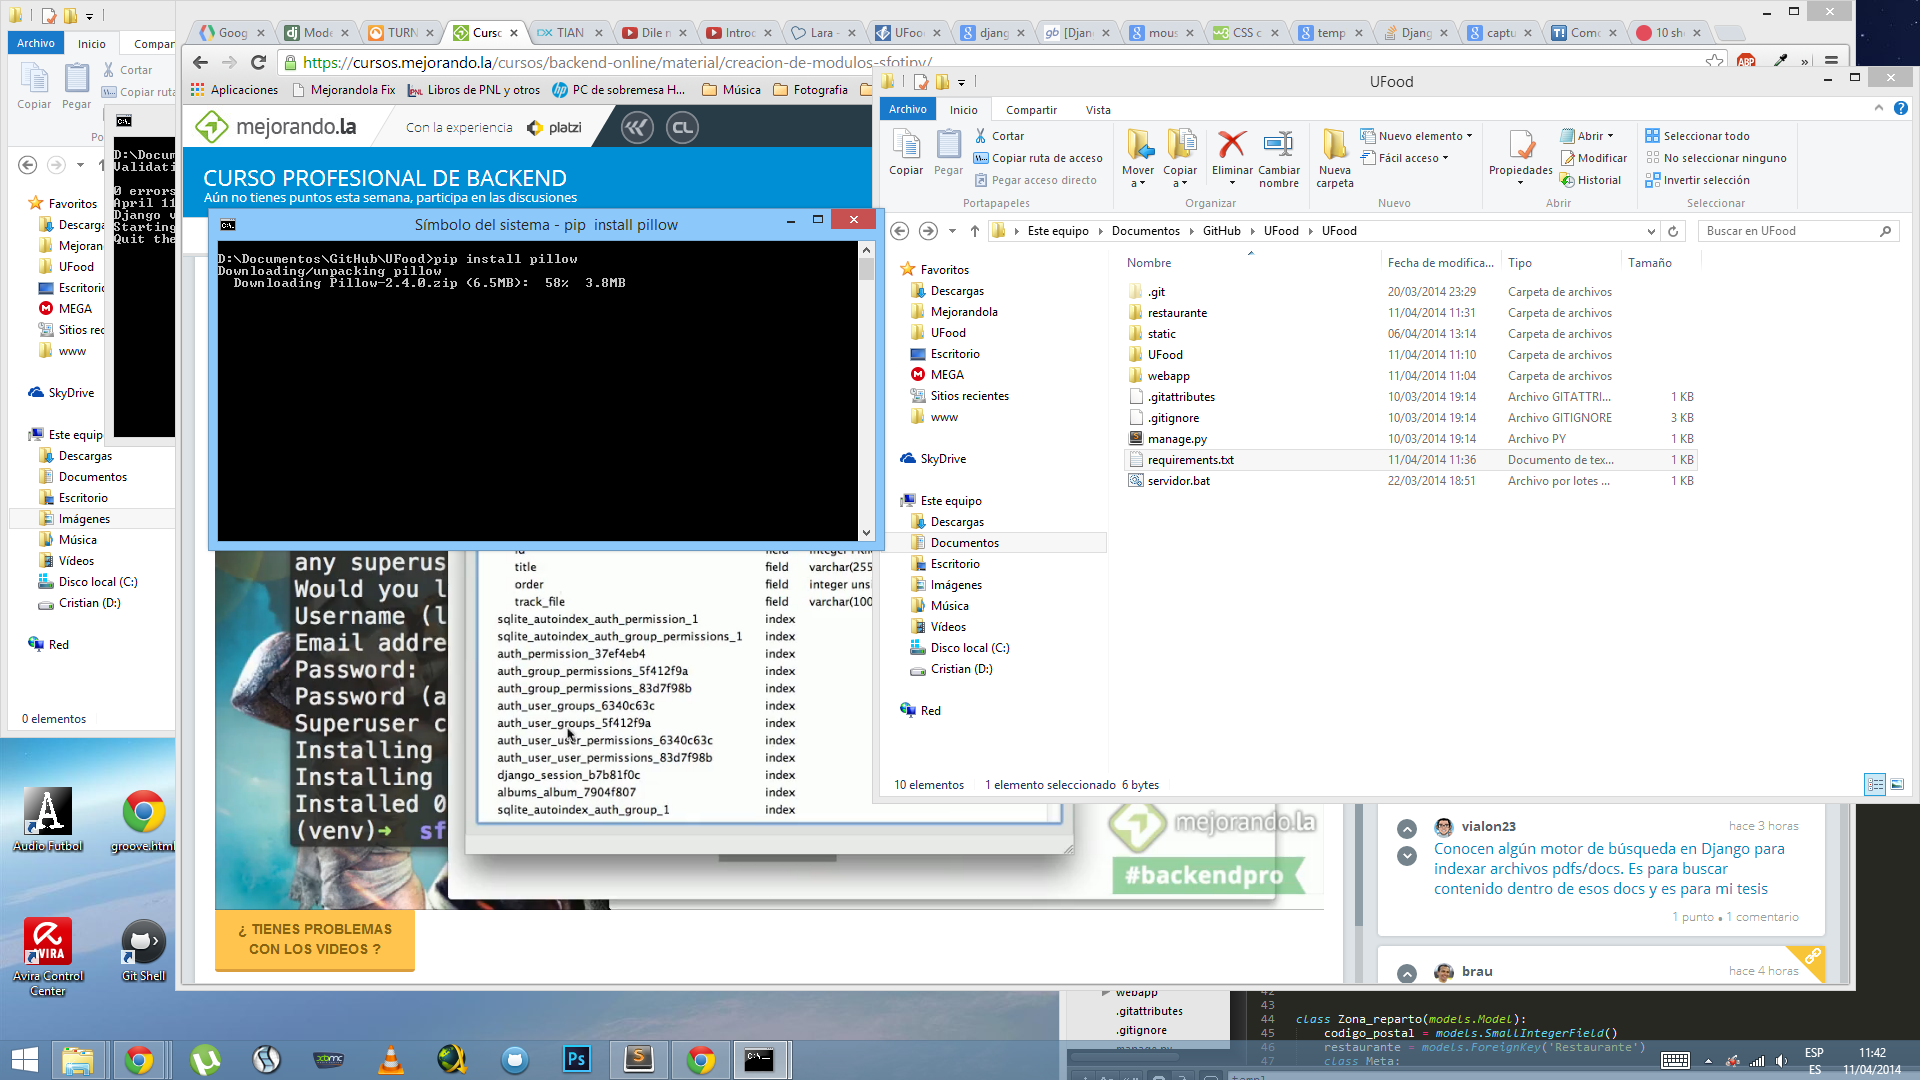 Archivo
Inicio
Compar
Copiar
Pegar
Cortar
Copiar ruta
Favoritos
Descarga
Mejoran
UFood
Escritorio
MEGA
Sitios rec
www
SkyDrive
Este equip
Descargas
Documentos
Escritorio
Imágenes
Música
Vídeos
Disco local (C:)
Cristian (D:)
Red
0 elementos
D:\Docum
Validati
0 errors
April 11
Django v
Starting
Quit the
Goog
Mode
TURN
Curso
TIAN
Dile n
Introc
Lara -
UFoo
djang
[Djan
mous
CSS c
temp
Djang
captu
Com
10 sh
https://cursos.mejorando.la/cursos/backend-online/material/creacion-de-modulos-sfotipy/
Aplicaciones
Mejorandola Fix
Libros de PNL y otros
PC de sobremesa H...
Música
Fotografia
mejorando.la
Con la experiencia
platzi
CL
CURSO PROFESIONAL DE BACKEND
Aún no tienes puntos esta semana, participa en las discusiones
Símbolo del sistema - pip install pillow
D:\Documentos\GitHub\UFood>pip install pillow
Downloading/unpacking pillow
Downloading Pillow-2.4.0.zip (6.5MB): 58% 3.8MB
any superus
Would you l
Username (l
Email addre
Password:
Password (a
Superuser c
Installing
Installing
Installed 0
(venv)➜ sf
title field varchar(255
order field integer uns
track_file field varchar(100
sqlite_autoindex_auth_permission_1 index
sqlite_autoindex_auth_group_permissions_1 index
auth_permission_37ef4eb4 index
auth_group_permissions_5f412f9a index
auth_group_permissions_83d7f98b index
auth_user_groups_6340c63c index
auth_user_groups_5f412f9a index
auth_user_user_permissions_6340c63c index
auth_user_user_permissions_83d7f98b index
django_session_b7b81f0c index
albums_album_7904f807 index
sqlite_autoindex_auth_group_1 index
mejorando.la
#backendpro
¿ TIENES PROBLEMAS
CON LOS VIDEOS ?
UFood
Archivo
Inicio
Compartir
Vista
Copiar
Pegar
Cortar
Copiar ruta de acceso
Pegar acceso directo
Portapapeles
Mover a
Copiar a
Eliminar
Cambiar nombre
Organizar
Nueva carpeta
Nuevo elemento
Fácil acceso
Nuevo
Propiedades
Abrir
Modificar
Historial
Abrir
Seleccionar todo
No seleccionar ninguno
Invertir selección
Seleccionar
Este equipo
Documentos
GitHub
UFood
UFood
Buscar en UFood
Favoritos
Descargas
Mejorandola
UFood
Escritorio
MEGA
Sitios recientes
www
SkyDrive
Este equipo
Descargas
Documentos
Escritorio
Imágenes
Música
Vídeos
Disco local (C:)
Cristian (D:)
Red
Nombre Fecha de modifica... Tipo Tamaño
.git 20/03/2014 23:29 Carpeta de archivos
restaurante 11/04/2014 11:31 Carpeta de archivos
static 06/04/2014 13:14 Carpeta de archivos
UFood 11/04/2014 11:10 Carpeta de archivos
webapp 11/04/2014 11:04 Carpeta de archivos
.gitattributes 10/03/2014 19:14 Archivo GITATTRI... 1 KB
.gitignore 10/03/2014 19:14 Archivo GITIGNORE 3 KB
manage.py 10/03/2014 19:14 Archivo PY 1 KB
requirements.txt 11/04/2014 11:36 Documento de tex... 1 KB
servidor.bat 22/03/2014 18:51 Archivo por lotes ... 1 KB
10 elementos 1 elemento seleccionado 6 bytes
vialon23 hace 3 horas
Conocen algún motor de búsqueda en Django para
indexar archivos pdfs/docs. Es para buscar
contenido dentro de esos docs y es para mi tesis
1 punto • 1 comentario
brau hace 4 horas
webapp
.gitattributes
.gitignore
42
43
44 class Zona_reparto(models.Model):
45 codigo_postal = models.SmallIntegerField()
46 restaurante = models.ForeignKey('Restaurante')
47 class Meta:
Audio Futbol
groove.html
Avira Control Center
Git Shell
ESP
ES
11:42
11/04/2014